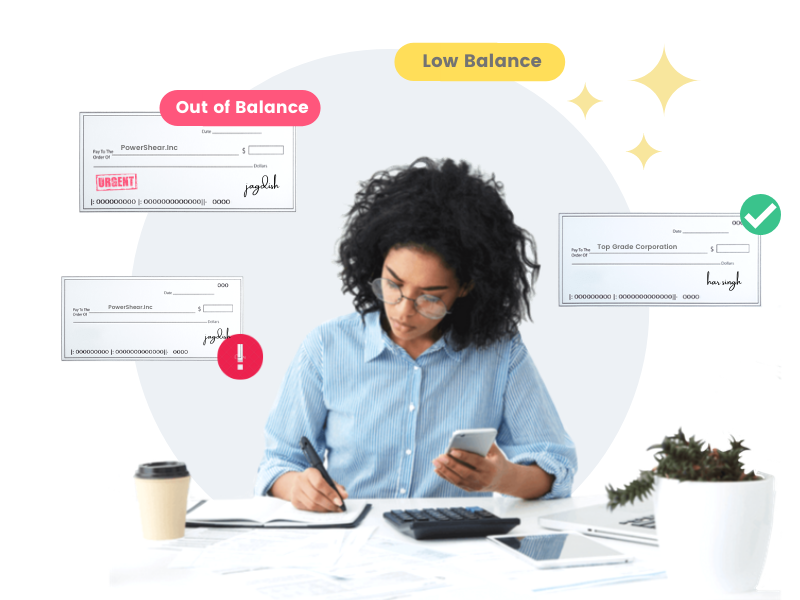 Low Balance
Out of Balance
Date
Pay To The
Order Of
PowerShear.Inc
$
Dollars
URGENT
jagdish
|: 000000000 |: 0000000000000||· 0000
000
Date
Pay To The
Order Of
Top Grade Corporation
$
Dollars
har singh
|: 000000000 |: 0000000000000||· 0000
000
Date
Pay To The
Order Of
PowerShear.Inc
$
Dollars
jagdish
|: 000000000 |: 0000000000000||· 0000
!